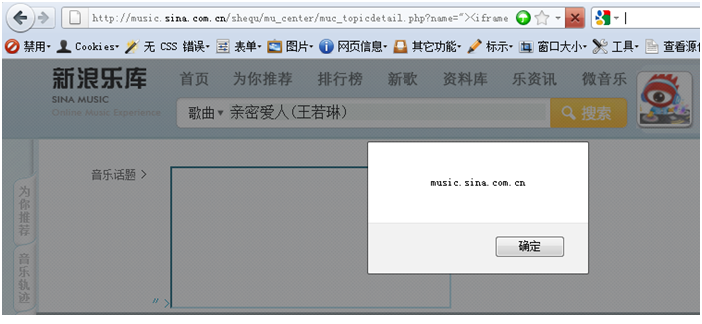 http://music.sina.com.cn/shequ/mu_center/muc_topicdetail.php?name="><iframe
禁用 Cookies 无 CSS 错误 表单 图片 网页信息 其它功能 标示 窗口大小 工具 查看源
新浪乐库 首页 为你推荐 排行榜 新歌 资料库 乐资讯 微音乐
SINA MUSIC
Online Music Experience
歌曲 亲密爱人(王若琳) 搜索
音乐话题 >
music.sina.com.cn
确定
为你推荐
音乐轨迹
" >